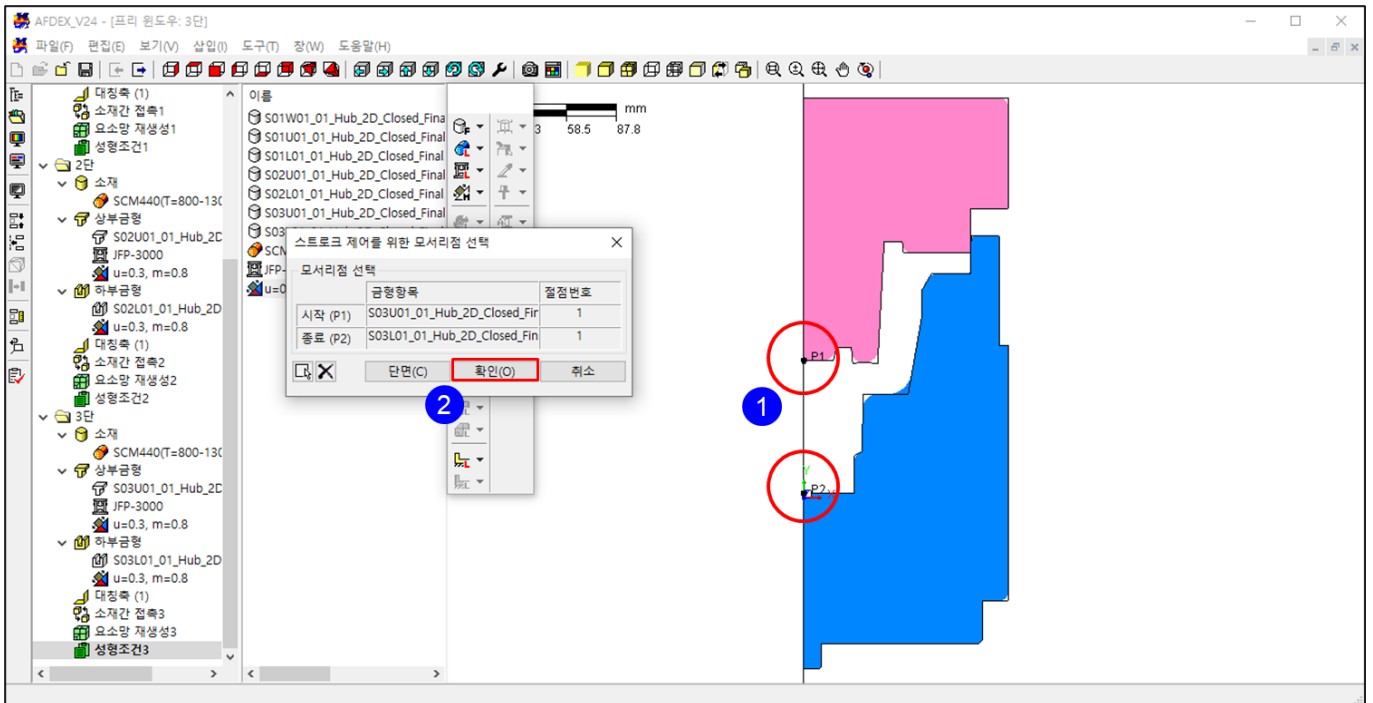 AFDEX_V24 - [프리 윈도우: 3단]
파일(F) 편집(E) 보기(V) 삽입(I) 도구(T) 창(W) 도움말(H)
대칭축 (1)
소재간 접촉1
요소망 재생성1
성형조건1
2단
소재
SCM440(T=800-130
상부금형
S02U01_01_Hub_2D
JFP-3000
u=0.3, m=0.8
하부금형
S02L01_01_Hub_2D
u=0.3, m=0.8
대칭축 (1)
소재간 접촉2
요소망 재생성2
성형조건2
3단
소재
SCM440(T=800-130
상부금형
S03U01_01_Hub_2D
JFP-3000
u=0.3, m=0.8
하부금형
S03L01_01_Hub_2D
u=0.3, m=0.8
대칭축 (1)
소재간 접촉3
요소망 재생성3
성형조건3
이름
S01W01_01_Hub_2D_Closed_Fina
S01U01_01_Hub_2D_Closed_Final
S01L01_01_Hub_2D_Closed_Final
S02U01_01_Hub_2D_Closed_Final
S02L01_01_Hub_2D_Closed_Final
S03U01_01_Hub_2D_Closed_Final
S03
SCM
JFP-
u=0
mm
3 58.5 87.8
스트로크 제어를 위한 모서리점 선택
모서리점 선택
금형항목 절점번호
시작 (P1) S03U01_01_Hub_2D_Closed_Fir 1
종료 (P2) S03L01_01_Hub_2D_Closed_Fin 1
단면(C) 확인(O) 취소
2
1
P1
Y
P2